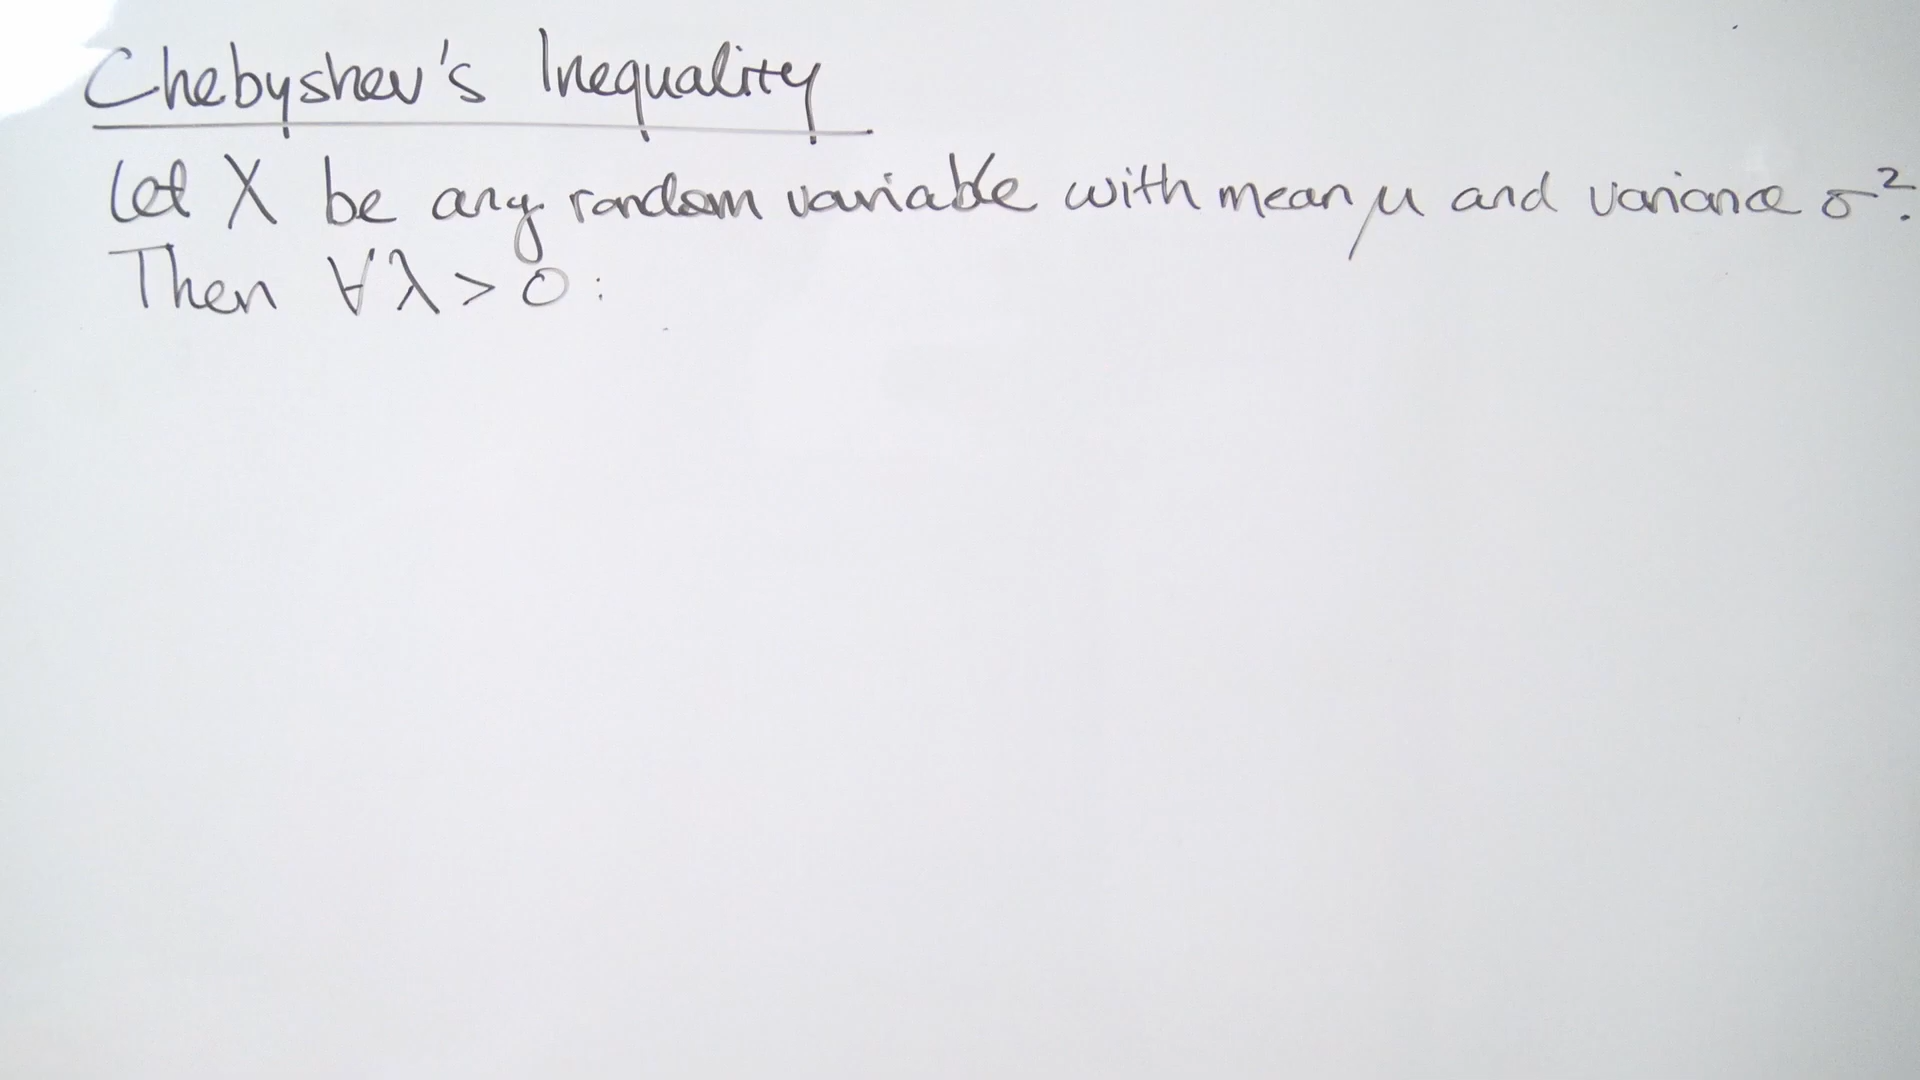 Chebyshev's Inequality
Let X be any random variable with mean μ and variance σ².
Then ∀λ > 0 :